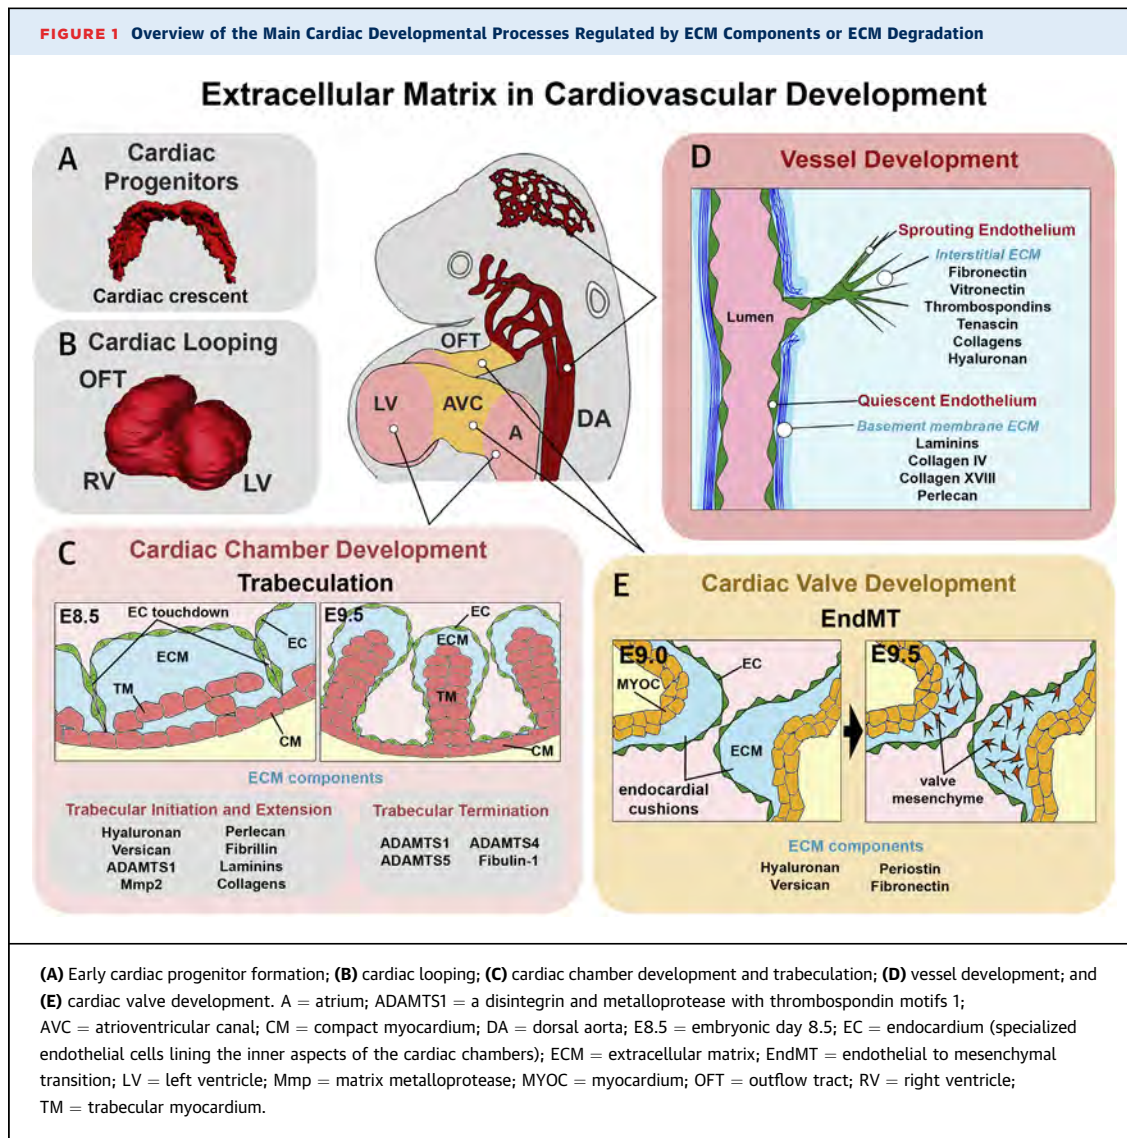 FIGURE 1 Overview of the Main Cardiac Developmental Processes Regulated by ECM Components or ECM Degradation
Extracellular Matrix in Cardiovascular Development
A
Cardiac
Progenitors
Cardiac crescent
B
Cardiac Looping
OFT
RV
LV
OFT
LV
AVC
A
DA
D
Vessel Development
Lumen
Sprouting Endothelium
Interstitial ECM
Fibronectin
Vitronectin
Thrombospondins
Tenascin
Collagens
Hyaluronan
Quiescent Endothelium
Basement membrane ECM
Laminins
Collagen IV
Collagen XVIII
Perlecan
C
Cardiac Chamber Development
Trabeculation
E8.5
EC touchdown
EC
ECM
TM
CM
E9.5
EC
ECM
TM
CM
ECM components
Trabecular Initiation and Extension
Hyaluronan
Versican
ADAMTS1
Mmp2
Perlecan
Fibrillin
Laminins
Collagens
Trabecular Termination
ADAMTS1 ADAMTS4
ADAMTS5 Fibulin-1
E
Cardiac Valve Development
EndMT
E9.0
MYOC
EC
ECM
endocardial
cushions
E9.5
valve
mesenchyme
ECM components
Hyaluronan
Versican
Periostin
Fibronectin
(A) Early cardiac progenitor formation; (B) cardiac looping; (C) cardiac chamber development and trabeculation; (D) vessel development; and
(E) cardiac valve development. A = atrium; ADAMTS1 = a disintegrin and metalloprotease with thrombospondin motifs 1;
AVC = atrioventricular canal; CM = compact myocardium; DA = dorsal aorta; E8.5 = embryonic day 8.5; EC = endocardium (specialized
endothelial cells lining the inner aspects of the cardiac chambers); ECM = extracellular matrix; EndMT = endothelial to mesenchymal
transition; LV = left ventricle; Mmp = matrix metalloprotease; MYOC = myocardium; OFT = outflow tract; RV = right ventricle;
TM = trabecular myocardium.